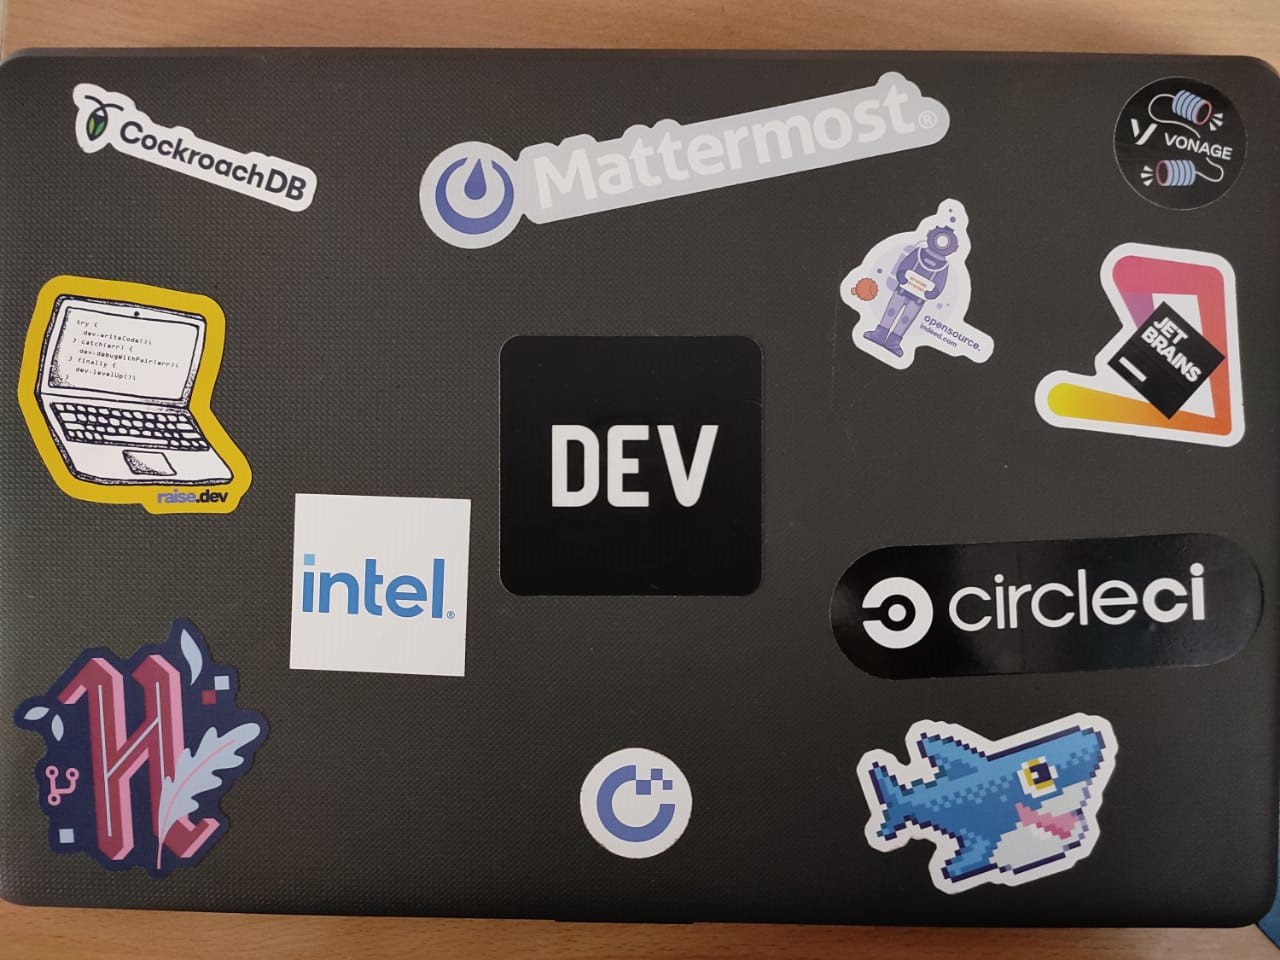 CockroachDB
Mattermost®
VONAGE
opensource.
indeed.com
JET
BRAINS
try {
dev.writeCode();
} catch(err) {
dev.debugWithPair(err);
} finally {
dev.levelUp();
}
raise.dev
DEV
intel®
circleci
H